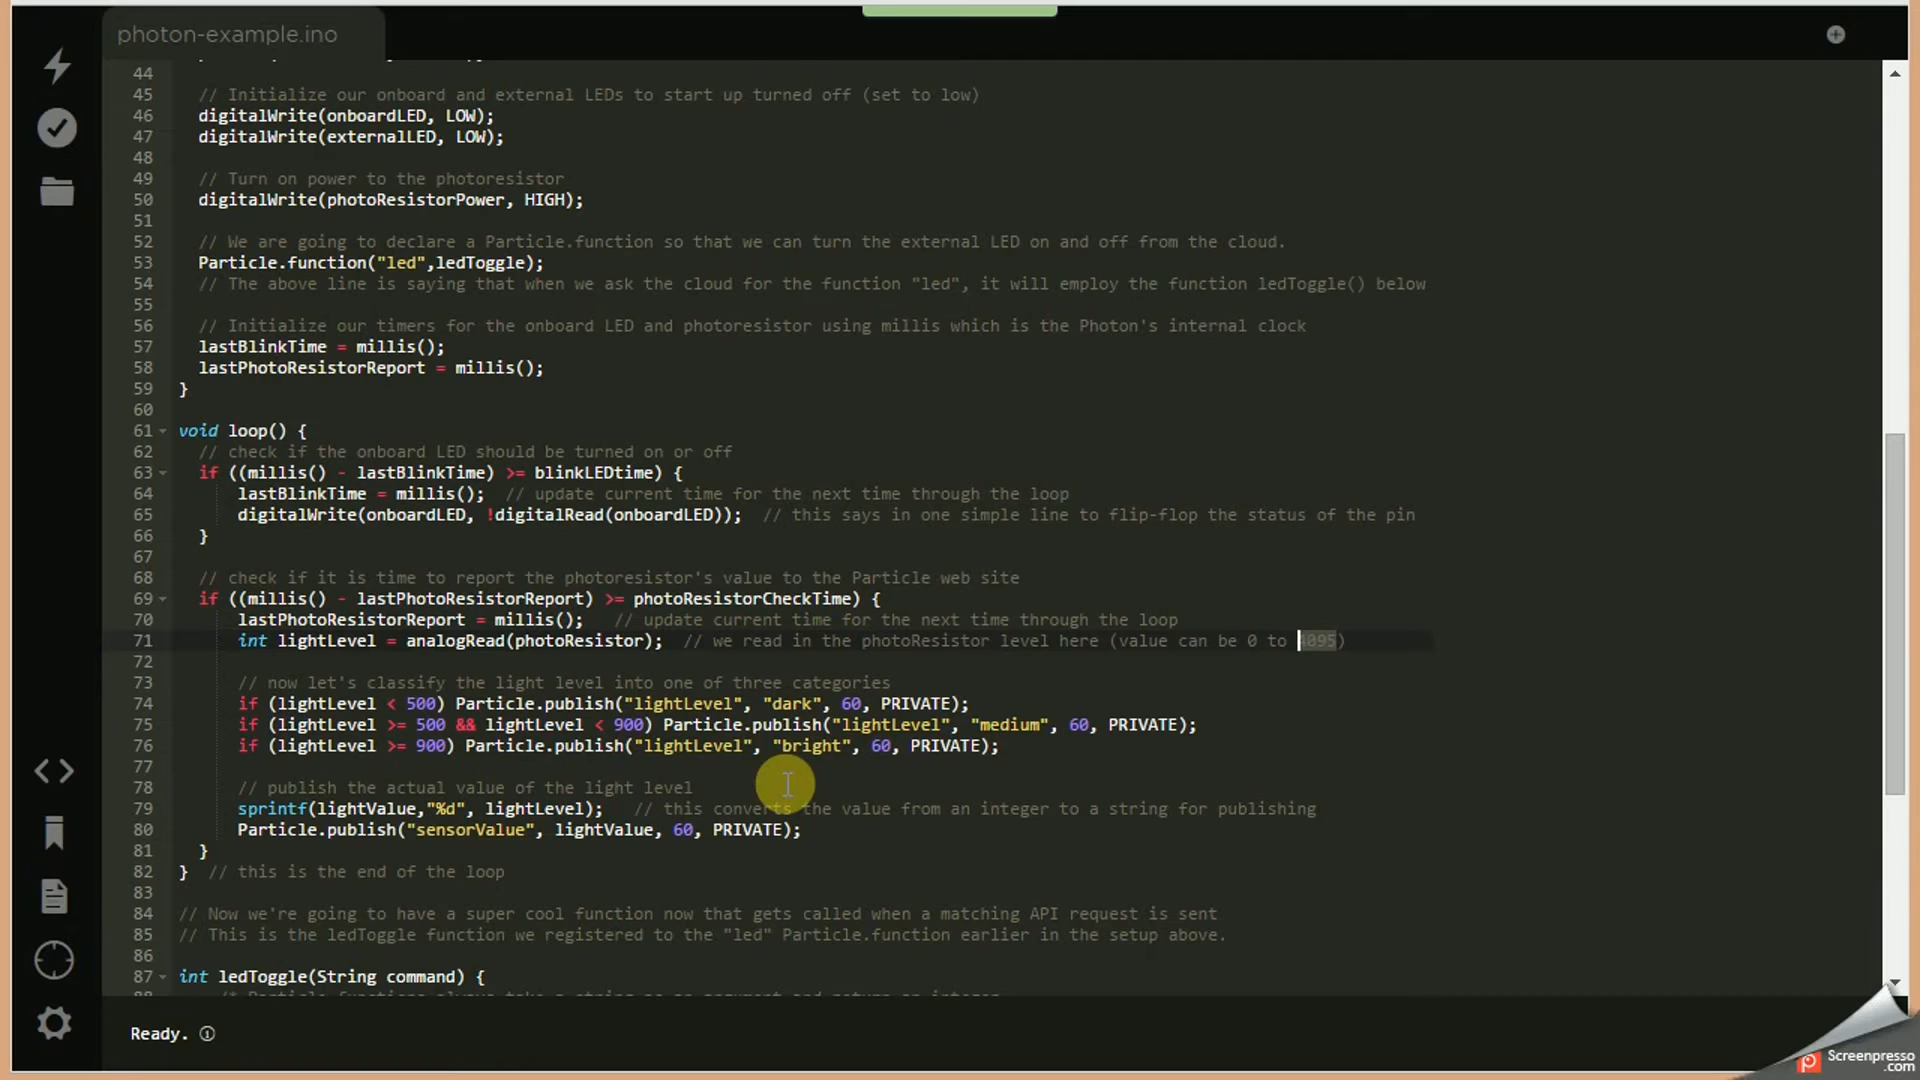 photon-example.ino
44
45 // Initialize our onboard and external LEDs to start up turned off (set to low)
46 digitalWrite(onboardLED, LOW);
47 digitalWrite(externalLED, LOW);
48
49 // Turn on power to the photoresistor
50 digitalWrite(photoResistorPower, HIGH);
51
52 // We are going to declare a Particle.function so that we can turn the external LED on and off from the cloud.
53 Particle.function("led",ledToggle);
54 // The above line is saying that when we ask the cloud for the function "led", it will employ the function ledToggle() below
55
56 // Initialize our timers for the onboard LED and photoresistor using millis which is the Photon's internal clock
57 lastBlinkTime = millis();
58 lastPhotoResistorReport = millis();
59 }
60
61 void loop() {
62 // check if the onboard LED should be turned on or off
63 if ((millis() - lastBlinkTime) >= blinkLEDtime) {
64 lastBlinkTime = millis(); // update current time for the next time through the loop
65 digitalWrite(onboardLED, !digitalRead(onboardLED)); // this says in one simple line to flip-flop the status of the pin
66 }
67
68 // check if it is time to report the photoresistor's value to the Particle web site
69 if ((millis() - lastPhotoResistorReport) >= photoResistorCheckTime) {
70 lastPhotoResistorReport = millis(); // update current time for the next time through the loop
71 int lightLevel = analogRead(photoResistor); // we read in the photoResistor level here (value can be 0 to 4095)
72
73 // now let's classify the light level into one of three categories
74 if (lightLevel < 500) Particle.publish("lightLevel", "dark", 60, PRIVATE);
75 if (lightLevel >= 500 && lightLevel < 900) Particle.publish("lightLevel", "medium", 60, PRIVATE);
76 if (lightLevel >= 900) Particle.publish("lightLevel", "bright", 60, PRIVATE);
77
78 // publish the actual value of the light level
79 sprintf(lightValue,"%d", lightLevel); // this converts the value from an integer to a string for publishing
80 Particle.publish("sensorValue", lightValue, 60, PRIVATE);
81 }
82 } // this is the end of the loop
83
84 // Now we're going to have a super cool function now that gets called when a matching API request is sent
85 // This is the ledToggle function we registered to the "led" Particle.function earlier in the setup above.
86
87 int ledToggle(String command) {
Ready.
Screenpresso
.com